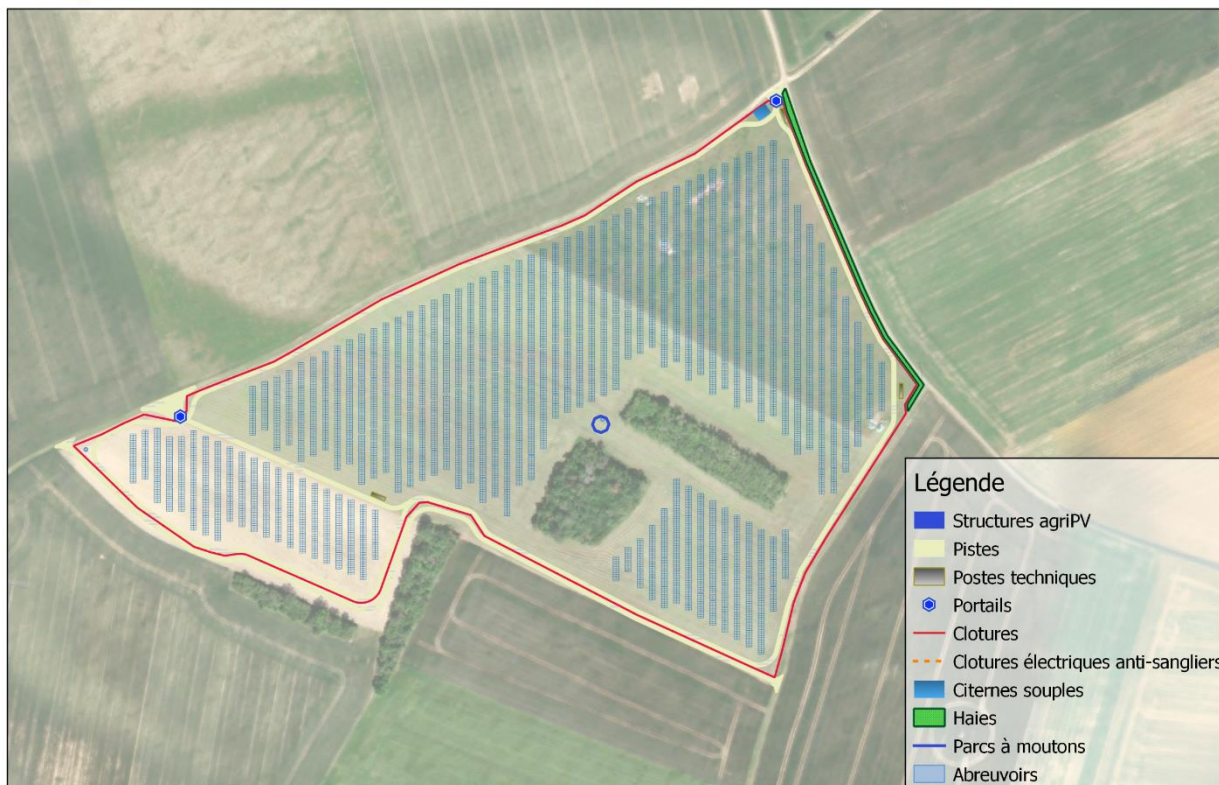 Légende
Structures agriPV
Pistes
Postes techniques
Portails
Clotures
Clotures électriques anti-sangliers
Citernes souples
Haies
Parcs à moutons
Abreuvoirs